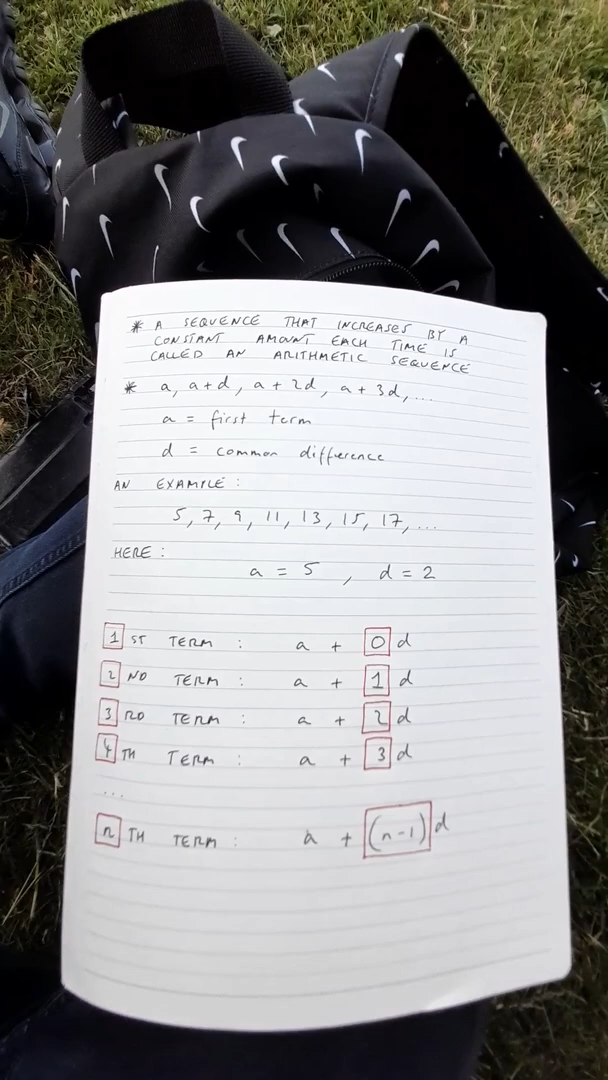 * A SEQUENCE THAT INCREASES BY A
CONSTANT AMOUNT EACH TIME IS
CALLED AN ARITHMETIC SEQUENCE
* a, a+d, a+2d, a+3d,...
a = first term
d = common difference
AN EXAMPLE:
5, 7, 9, 11, 13, 15, 17, ...
HERE:
a = 5 , d = 2
1 ST TERM : a + 0 d
2 ND TERM : a + 1 d
3 RD TERM : a + 2 d
4 TH TERM : a + 3 d
...
n TH TERM : a + (n-1) d